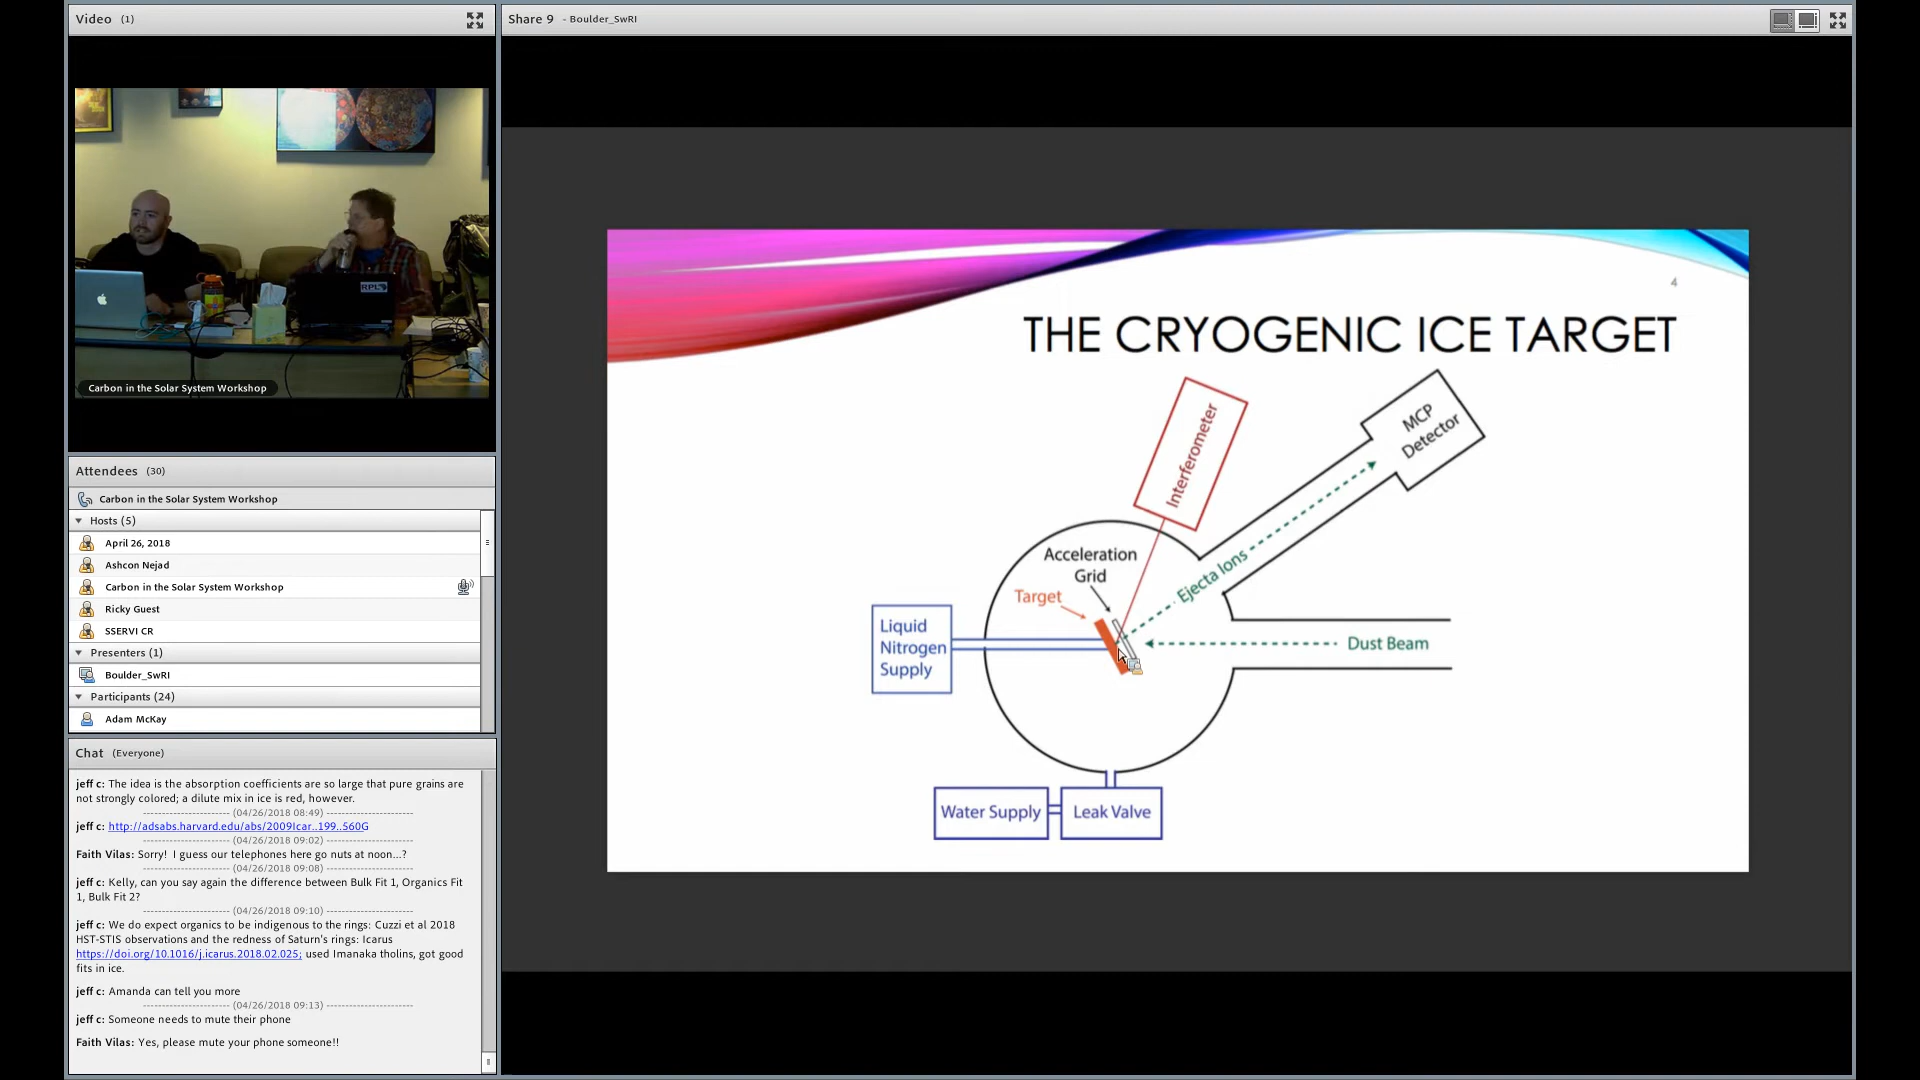 Video (1)
RPL
Carbon in the Solar System Workshop
Attendees (30)
Carbon in the Solar System Workshop
Hosts (5)
April 26, 2018
Ashcon Nejad
Carbon in the Solar System Workshop
Ricky Guest
SSERVI CR
Presenters (1)
Boulder_SwRI
Participants (24)
Adam McKay
Chat (Everyone)
jeff c: The idea is the absorption coefficients are so large that pure grains are
not strongly colored; a dilute mix in ice is red, however.
------------------- (04/26/2018 08:49) -------------------
jeff c: http://adsabs.harvard.edu/abs/2009Icar..199..560G
------------------- (04/26/2018 09:02) -------------------
Faith Vilas: Sorry! I guess our telephones here go nuts at noon...?
------------------- (04/26/2018 09:08) -------------------
jeff c: Kelly, can you say again the difference between Bulk Fit 1, Organics Fit
1, Bulk Fit 2?
------------------- (04/26/2018 09:10) -------------------
jeff c: We do expect organics to be indigenous to the rings: Cuzzi et al 2018
HST-STIS observations and the redness of Saturn's rings: Icarus
https://doi.org/10.1016/j.icarus.2018.02.025; used Imanaka tholins, got good
fits in ice.
jeff c: Amanda can tell you more
------------------- (04/26/2018 09:13) -------------------
jeff c: Someone needs to mute their phone
Faith Vilas: Yes, please mute your phone someone!!
Share 9 - Boulder_SwRI
4
THE CRYOGENIC ICE TARGET
Interferometer
MCP
Detector
Acceleration
Grid
Target
Ejecta Ions
Liquid
Nitrogen
Supply
Dust Beam
Water Supply
Leak Valve